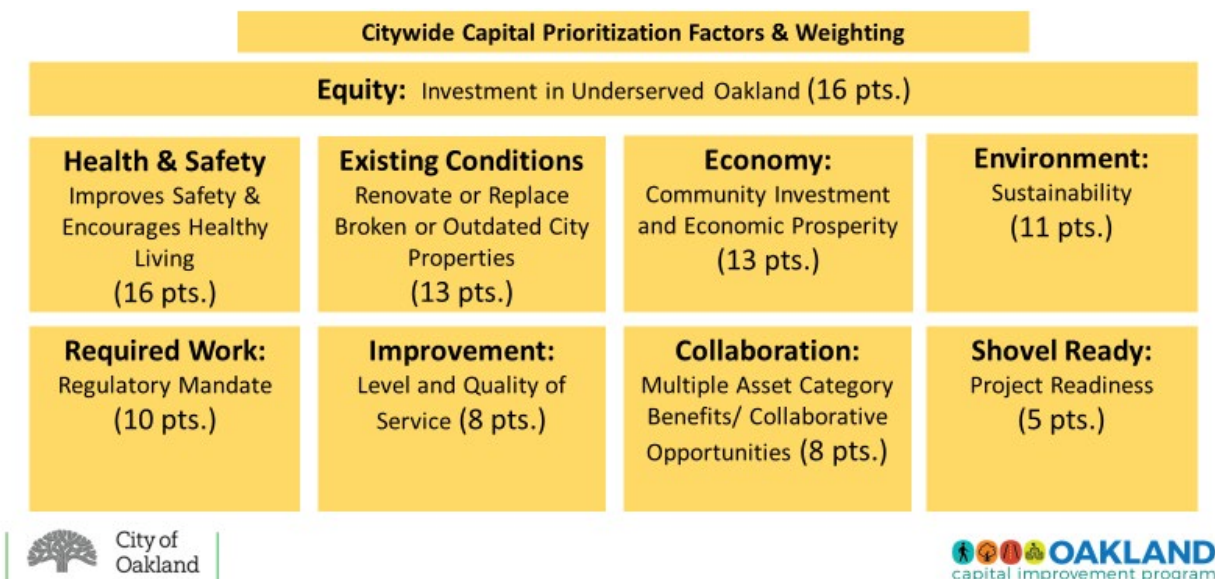 Citywide Capital Prioritization Factors & Weighting
Equity: Investment in Underserved Oakland (16 pts.)
Health & Safety
Improves Safety &
Encourages Healthy
Living
(16 pts.)
Existing Conditions
Renovate or Replace
Broken or Outdated City
Properties
(13 pts.)
Economy:
Community Investment
and Economic Prosperity
(13 pts.)
Environment:
Sustainability
(11 pts.)
Required Work:
Regulatory Mandate
(10 pts.)
Improvement:
Level and Quality of
Service (8 pts.)
Collaboration:
Multiple Asset Category
Benefits/ Collaborative
Opportunities (8 pts.)
Shovel Ready:
Project Readiness
(5 pts.)
City of
Oakland
OAKLAND
capital improvement program